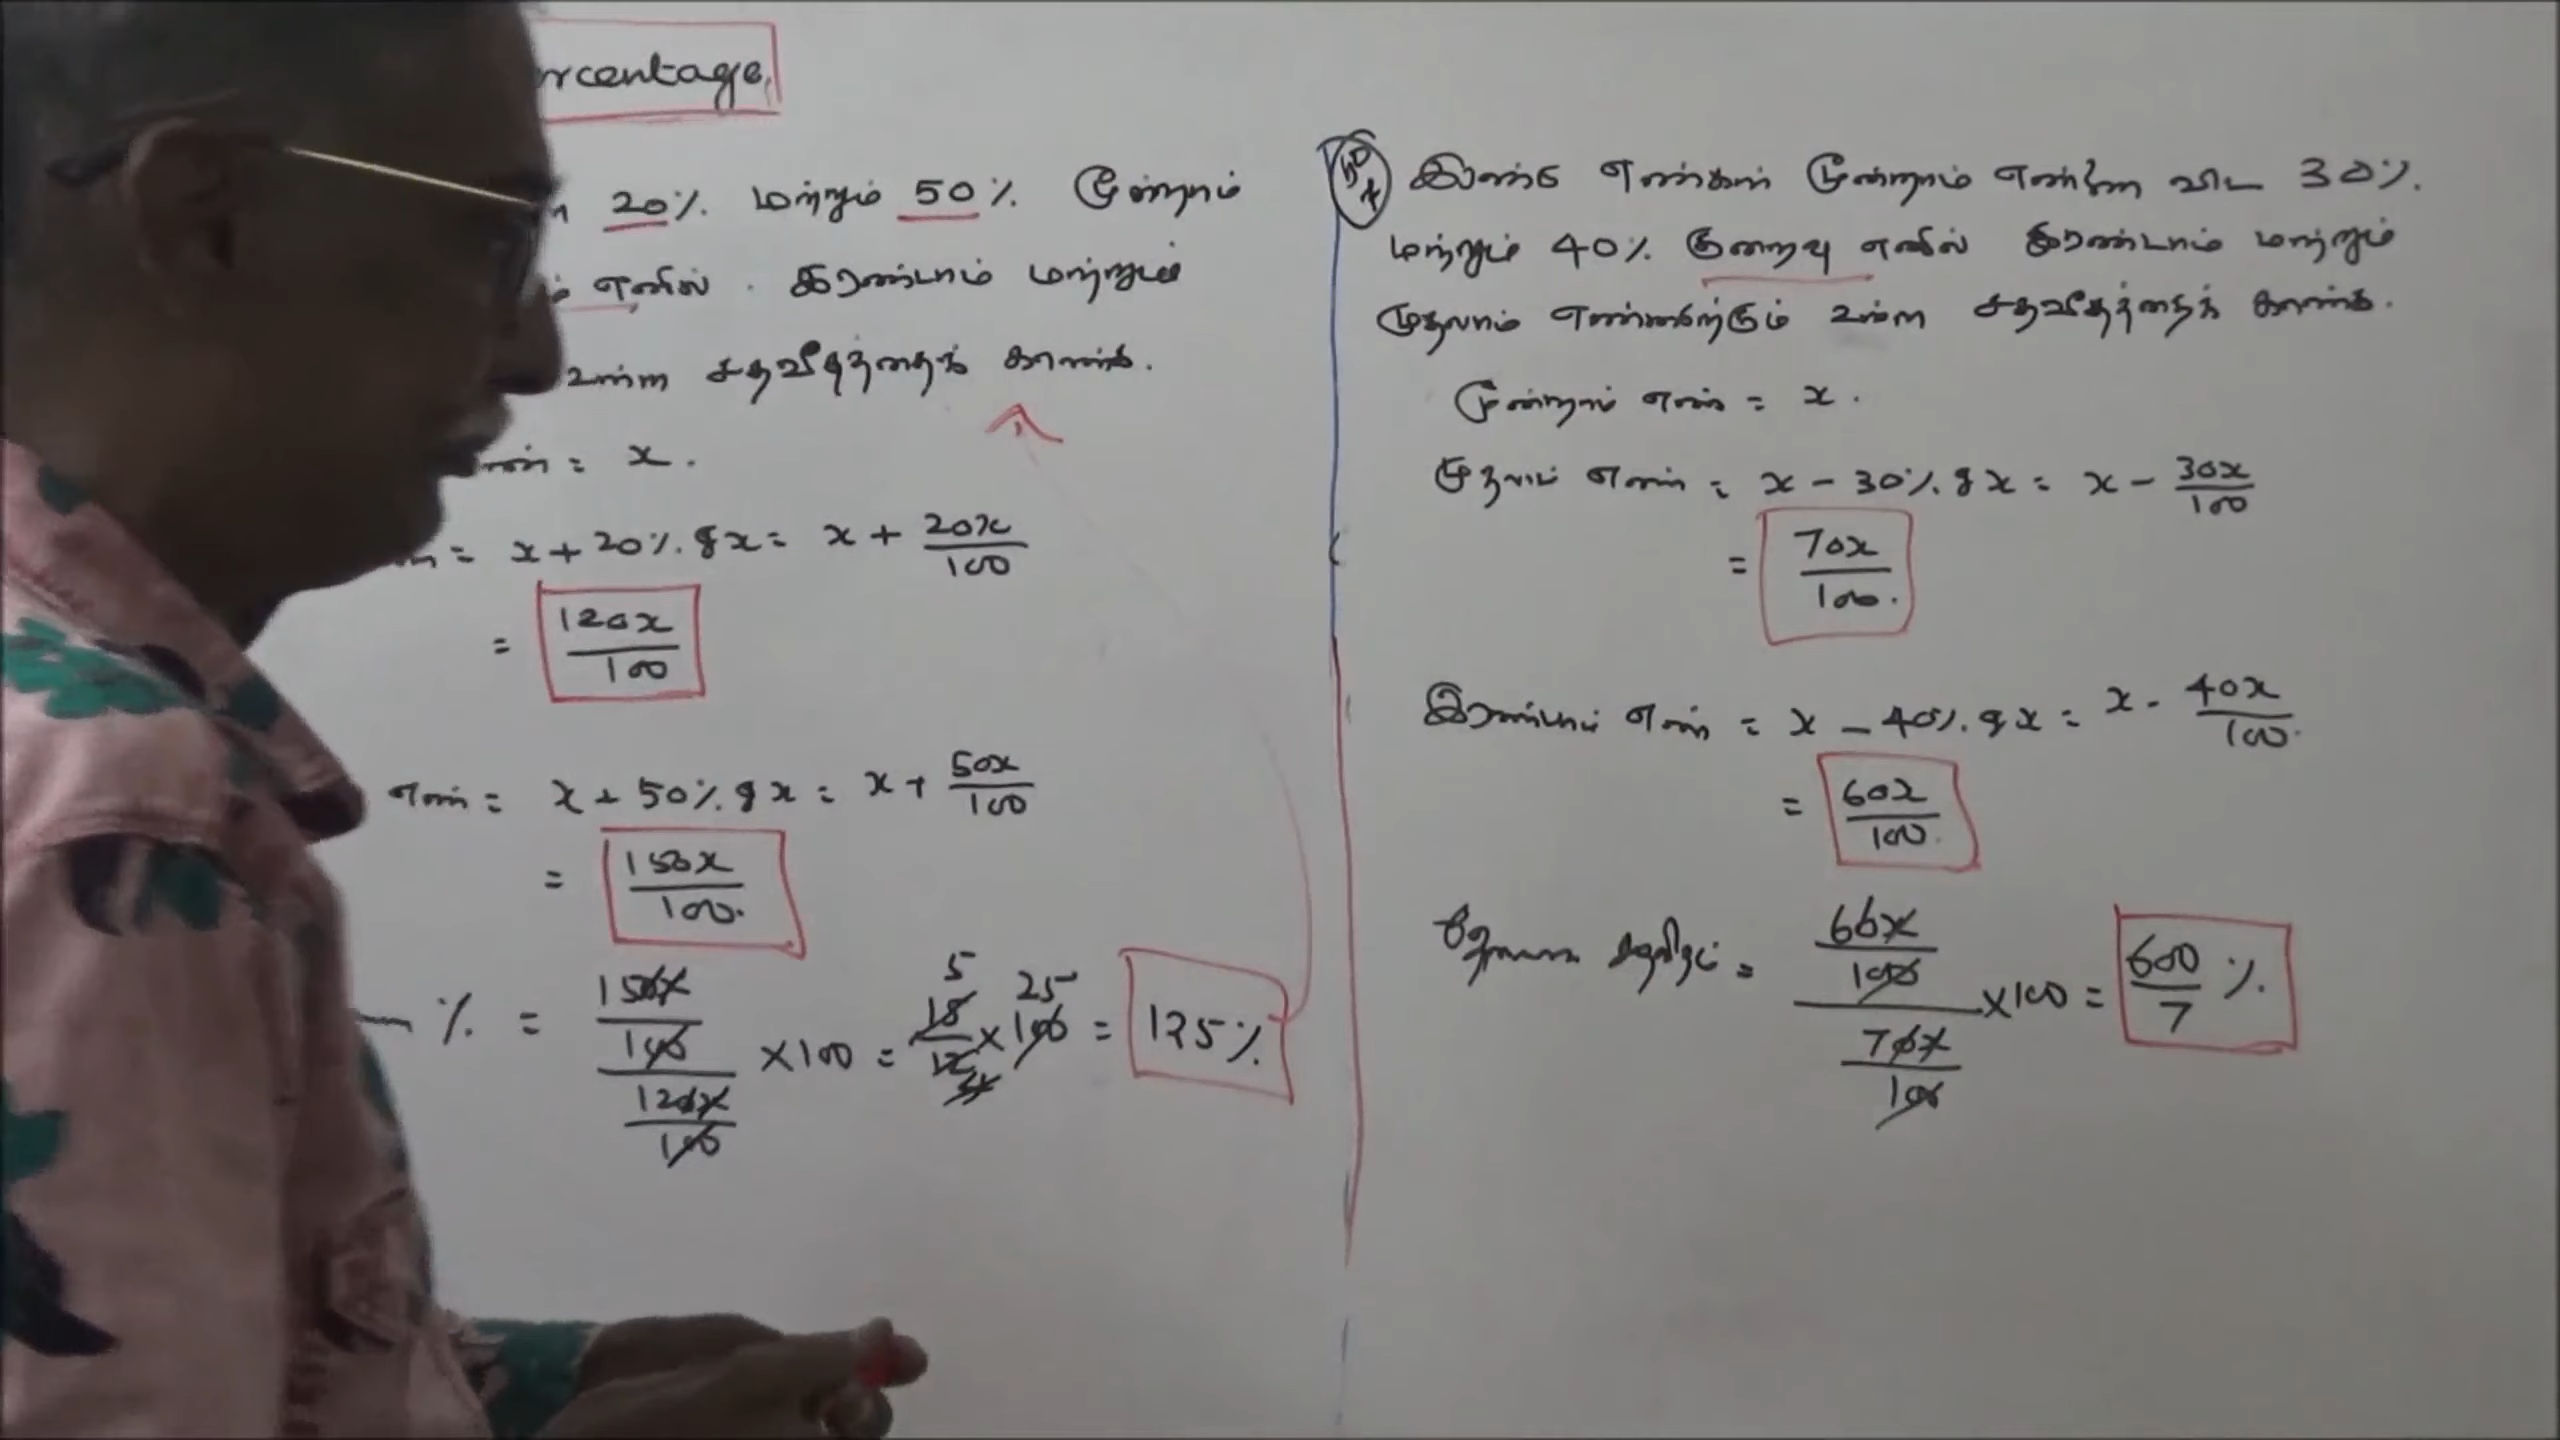 rcentage
20% மற்றும் 50% மூன்றாம்
எனில். இரண்டாம் மற்றும்
உள்ள சதவீதத்தைக் காண்க.
= x.
= x + 20% of x = x + 20x/100
= 120x/100
எண் = x + 50% of x = x + 50x/100
= 150x/100
% = (150x/100)/(120x/100) × 100 = 15/12 × 100 = 125%
5 25
இரண்டு எண்கள் மூன்றாம் எண்ணை விட 30%
மற்றும் 40% குறைவு எனில் இரண்டாம் மற்றும்
முதலாம் எண்ணிற்கும் உள்ள சதவீதத்தைக் காண்க.
மூன்றாம் எண் = x.
முதலாம் எண் = x - 30% of x = x - 30x/100
= 70x/100.
இரண்டாம் எண் = x - 40% of x = x - 40x/100.
= 60x/100.
தேவையான சதவீதம் = (60x/100)/(70x/100) × 100 = 600/7 %.